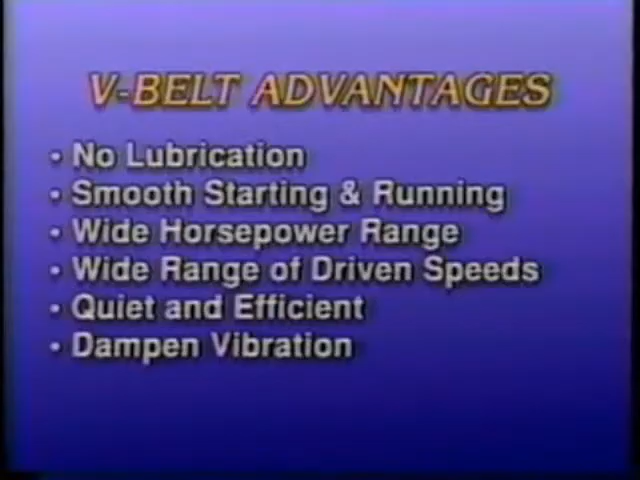 V-BELT ADVANTAGES
• No Lubrication
• Smooth Starting & Running
• Wide Horsepower Range
• Wide Range of Driven Speeds
• Quiet and Efficient
• Dampen Vibration